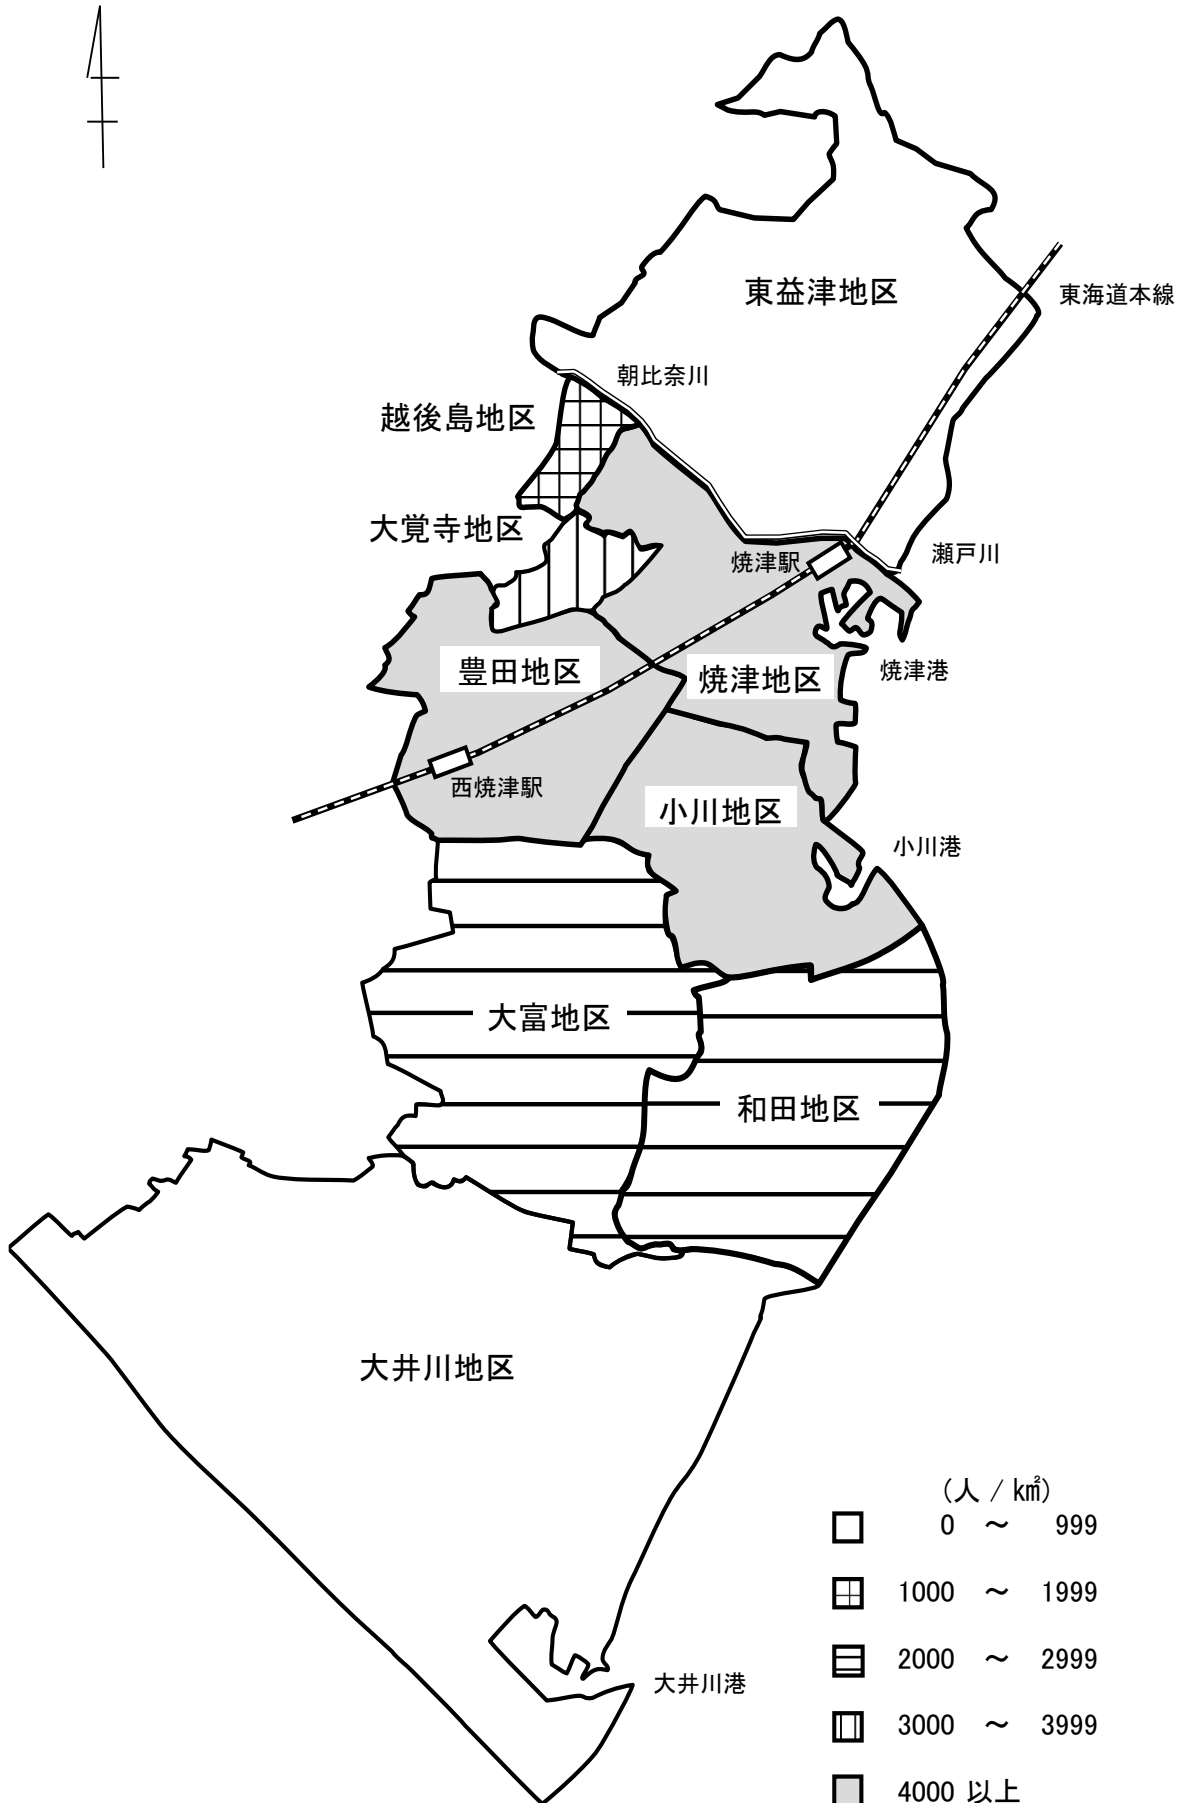 東益津地区
東海道本線
朝比奈川
越後島地区
大覚寺地区
焼津駅
瀬戸川
豊田地区
焼津地区
焼津港
西焼津駅
小川地区
小川港
大富地区
和田地区
大井川地区
大井川港
(人 / k㎡)
0 ～ 999
1000 ～ 1999
2000 ～ 2999
3000 ～ 3999
4000 以上